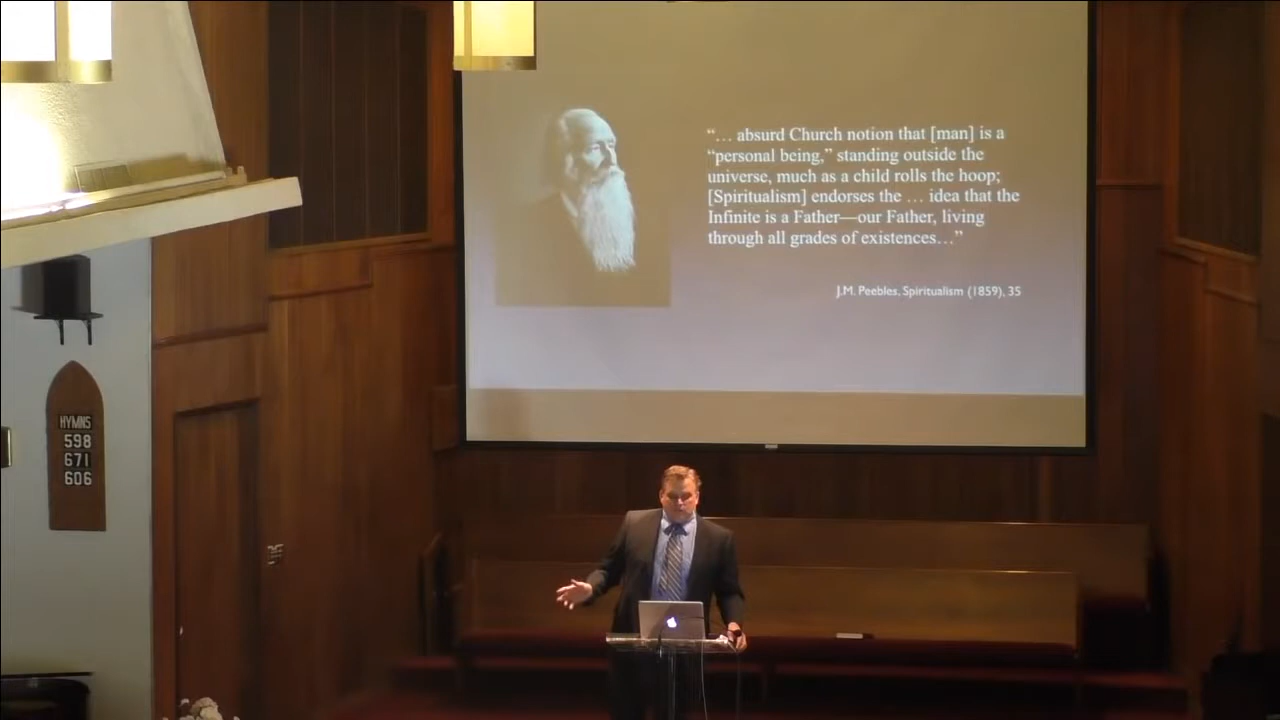 “… absurd Church notion that [man] is a
“personal being,” standing outside the
universe, much as a child rolls the hoop;
[Spiritualism] endorses the … idea that the
Infinite is a Father—our Father, living
through all grades of existences…”
J.M. Peebles, Spiritualism (1859), 35
HYMNS
598
671
606